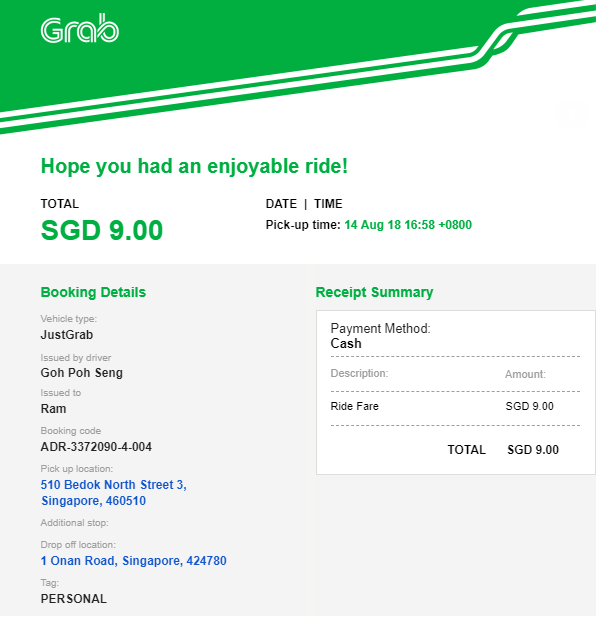 Grab
Hope you had an enjoyable ride!
TOTAL
SGD 9.00
DATE | TIME
Pick-up time: 14 Aug 18 16:58 +0800
Booking Details
Vehicle type:
JustGrab
Issued by driver
Goh Poh Seng
Issued to
Ram
Booking code
ADR-3372090-4-004
Pick up location:
510 Bedok North Street 3,
Singapore, 460510
Additional stop:
Drop off location:
1 Onan Road, Singapore, 424780
Tag:
PERSONAL
Receipt Summary
Payment Method:
Cash
Description: Amount:
Ride Fare SGD 9.00
TOTAL SGD 9.00